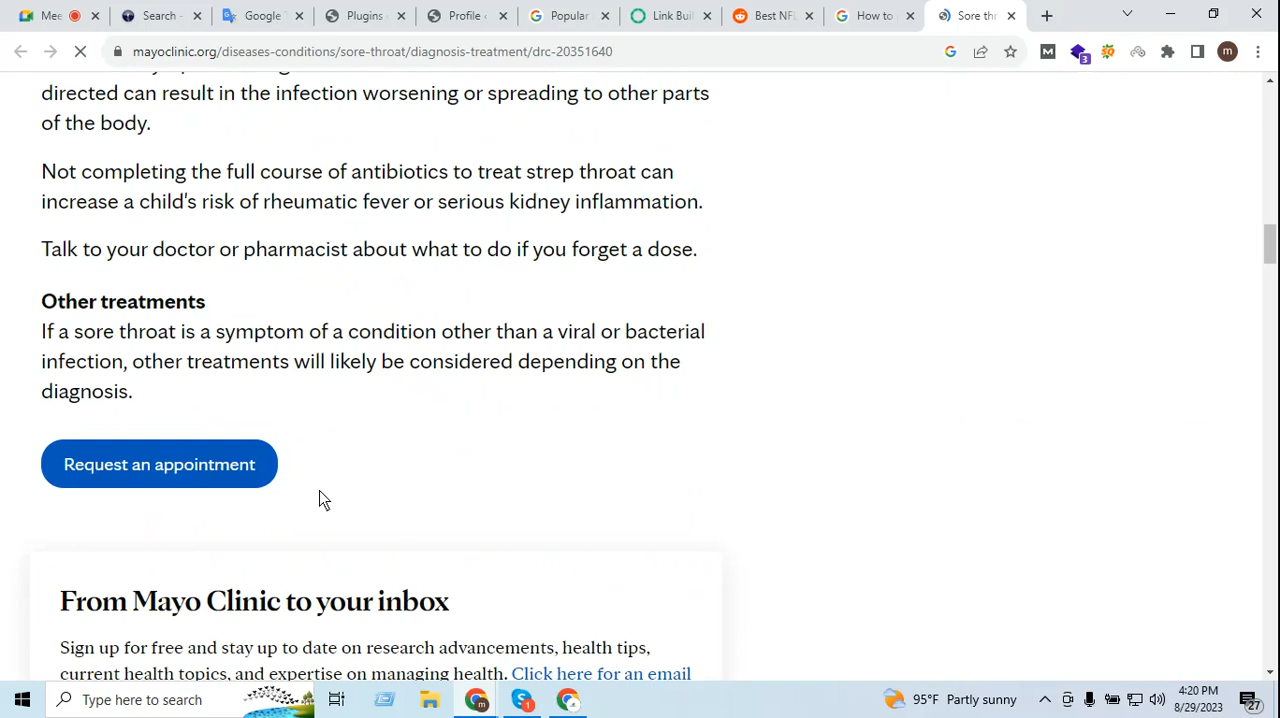 Mee
Search -
Google T
Plugins
Profile
Popular
Link Bui
Best NFL
How to
Sore thr
mayoclinic.org/diseases-conditions/sore-throat/diagnosis-treatment/drc-20351640
3
m
directed can result in the infection worsening or spreading to other parts
of the body.
Not completing the full course of antibiotics to treat strep throat can
increase a child's risk of rheumatic fever or serious kidney inflammation.
Talk to your doctor or pharmacist about what to do if you forget a dose.
Other treatments
If a sore throat is a symptom of a condition other than a viral or bacterial
infection, other treatments will likely be considered depending on the
diagnosis.
Request an appointment
From Mayo Clinic to your inbox
Sign up for free and stay up to date on research advancements, health tips,
current health topics, and expertise on managing health. Click here for an email
Type here to search
95°F Partly sunny
4:20 PM
8/29/2023
27